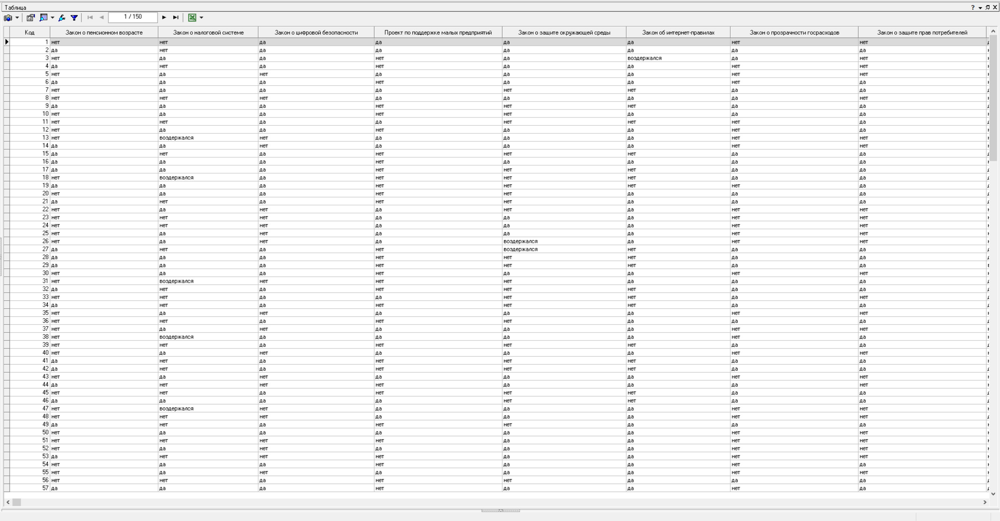 Таблица
1 / 150
Код Закон о пенсионном возрасте Закон о налоговой системе Закон о цифровой безопасности Проект по поддержке малых предприятий Закон о защите окружающей среды Закон об интернет-правилах Закон о прозрачности госрасходов Закон о защите прав потребителей
1 нет нет да да да да нет нет
2 да нет да да да да да да
3 нет да да нет да воздержался да нет
4 да нет да нет да да нет нет
5 нет да нет да да да нет нет
6 да да да нет да да нет да
7 нет да да да нет нет да да
8 нет нет нет да да да да нет
9 да да да нет нет нет да да
10 нет да да нет нет да да да
11 нет нет да да нет нет нет да
12 нет да да нет да да нет да
13 нет воздержался нет да да да нет нет
14 да да нет да да да нет нет
15 да нет да нет нет нет да да
16 да да да нет да да да да
17 да да да нет нет нет да да
18 нет воздержался да нет нет нет да да
19 да да да нет нет нет нет да
20 нет да да нет нет да да да
21 да нет да нет нет да да да
22 нет да нет да нет да нет нет
23 нет нет нет да да да нет нет
24 нет нет нет да да да нет нет
25 нет да нет да да да нет нет
26 нет да нет да воздержался да нет нет
27 да нет да нет воздержался нет да да
28 да да да нет нет нет да да
29 да да да нет нет нет да да
30 нет да да нет да да нет нет
31 нет воздержался нет нет нет да да да
32 да нет да нет нет нет да да
33 нет нет да да нет нет да нет
34 да нет да нет нет нет да да
35 нет да нет да да да нет нет
36 нет нет да нет нет да да да
37 нет да нет да да да нет нет
38 нет воздержался да да да да нет да
39 нет нет да нет нет нет да да
40 нет да нет да да да нет нет
41 да нет да нет нет нет да да
42 да нет да нет нет нет да да
43 нет да нет да да да нет нет
44 да нет нет нет да да да нет
45 нет нет да нет нет нет да да
46 да да да да нет нет да да
47 нет воздержался нет да да да нет нет
48 нет нет нет да да да нет нет
49 да нет да нет нет да да да
50 нет да да да да да нет нет
51 нет нет нет нет да да нет нет
52 нет да нет да да да нет нет
53 да нет нет нет да да нет нет
54 нет да да нет да да нет да
55 нет да нет да да да нет нет
56 нет нет да нет нет да да да
57 да да да нет да да нет да